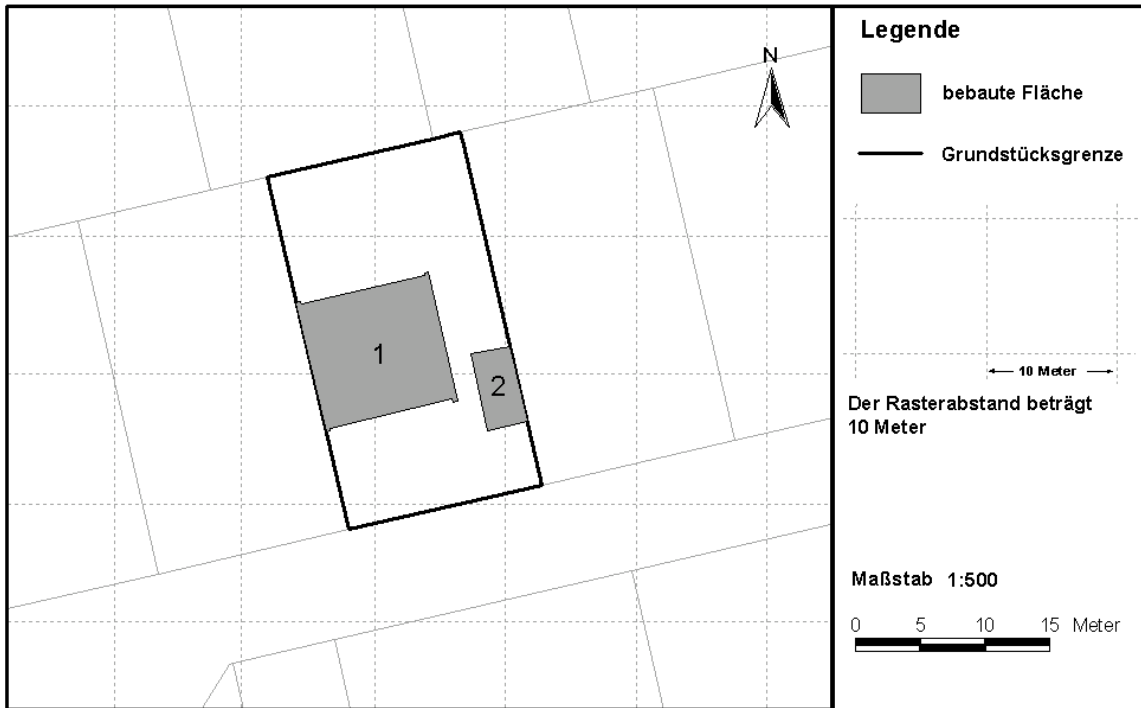 1
2
N
Legende
bebaute Fläche
Grundstücksgrenze
10 Meter
Der Rasterabstand beträgt
10 Meter
Maßstab 1:500
0 5 10 15 Meter